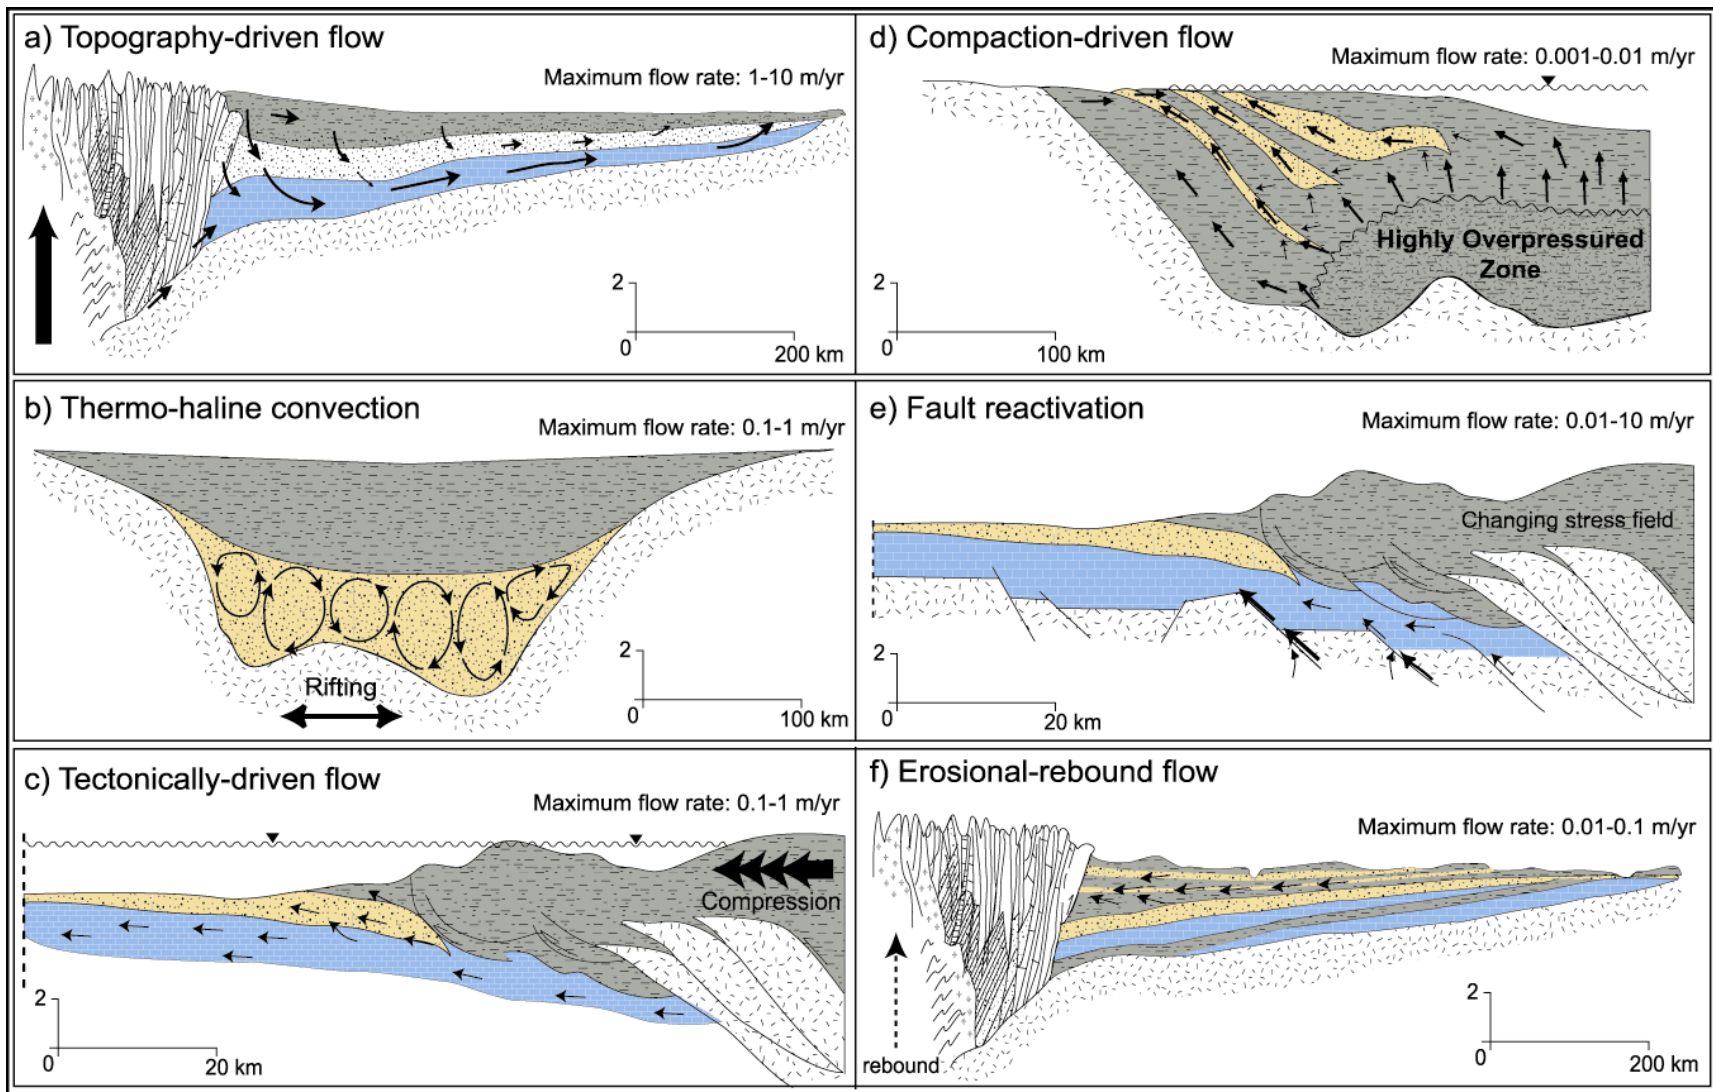 a) Topography-driven flow
Maximum flow rate: 1-10 m/yr
2
0
200 km
b) Thermo-haline convection
Maximum flow rate: 0.1-1 m/yr
Rifting
2
0
100 km
c) Tectonically-driven flow
Maximum flow rate: 0.1-1 m/yr
Compression
2
0
20 km
d) Compaction-driven flow
Maximum flow rate: 0.001-0.01 m/yr
Highly Overpressured
Zone
2
0
100 km
e) Fault reactivation
Maximum flow rate: 0.01-10 m/yr
Changing stress field
2
0
20 km
f) Erosional-rebound flow
Maximum flow rate: 0.01-0.1 m/yr
rebound
2
0
200 km